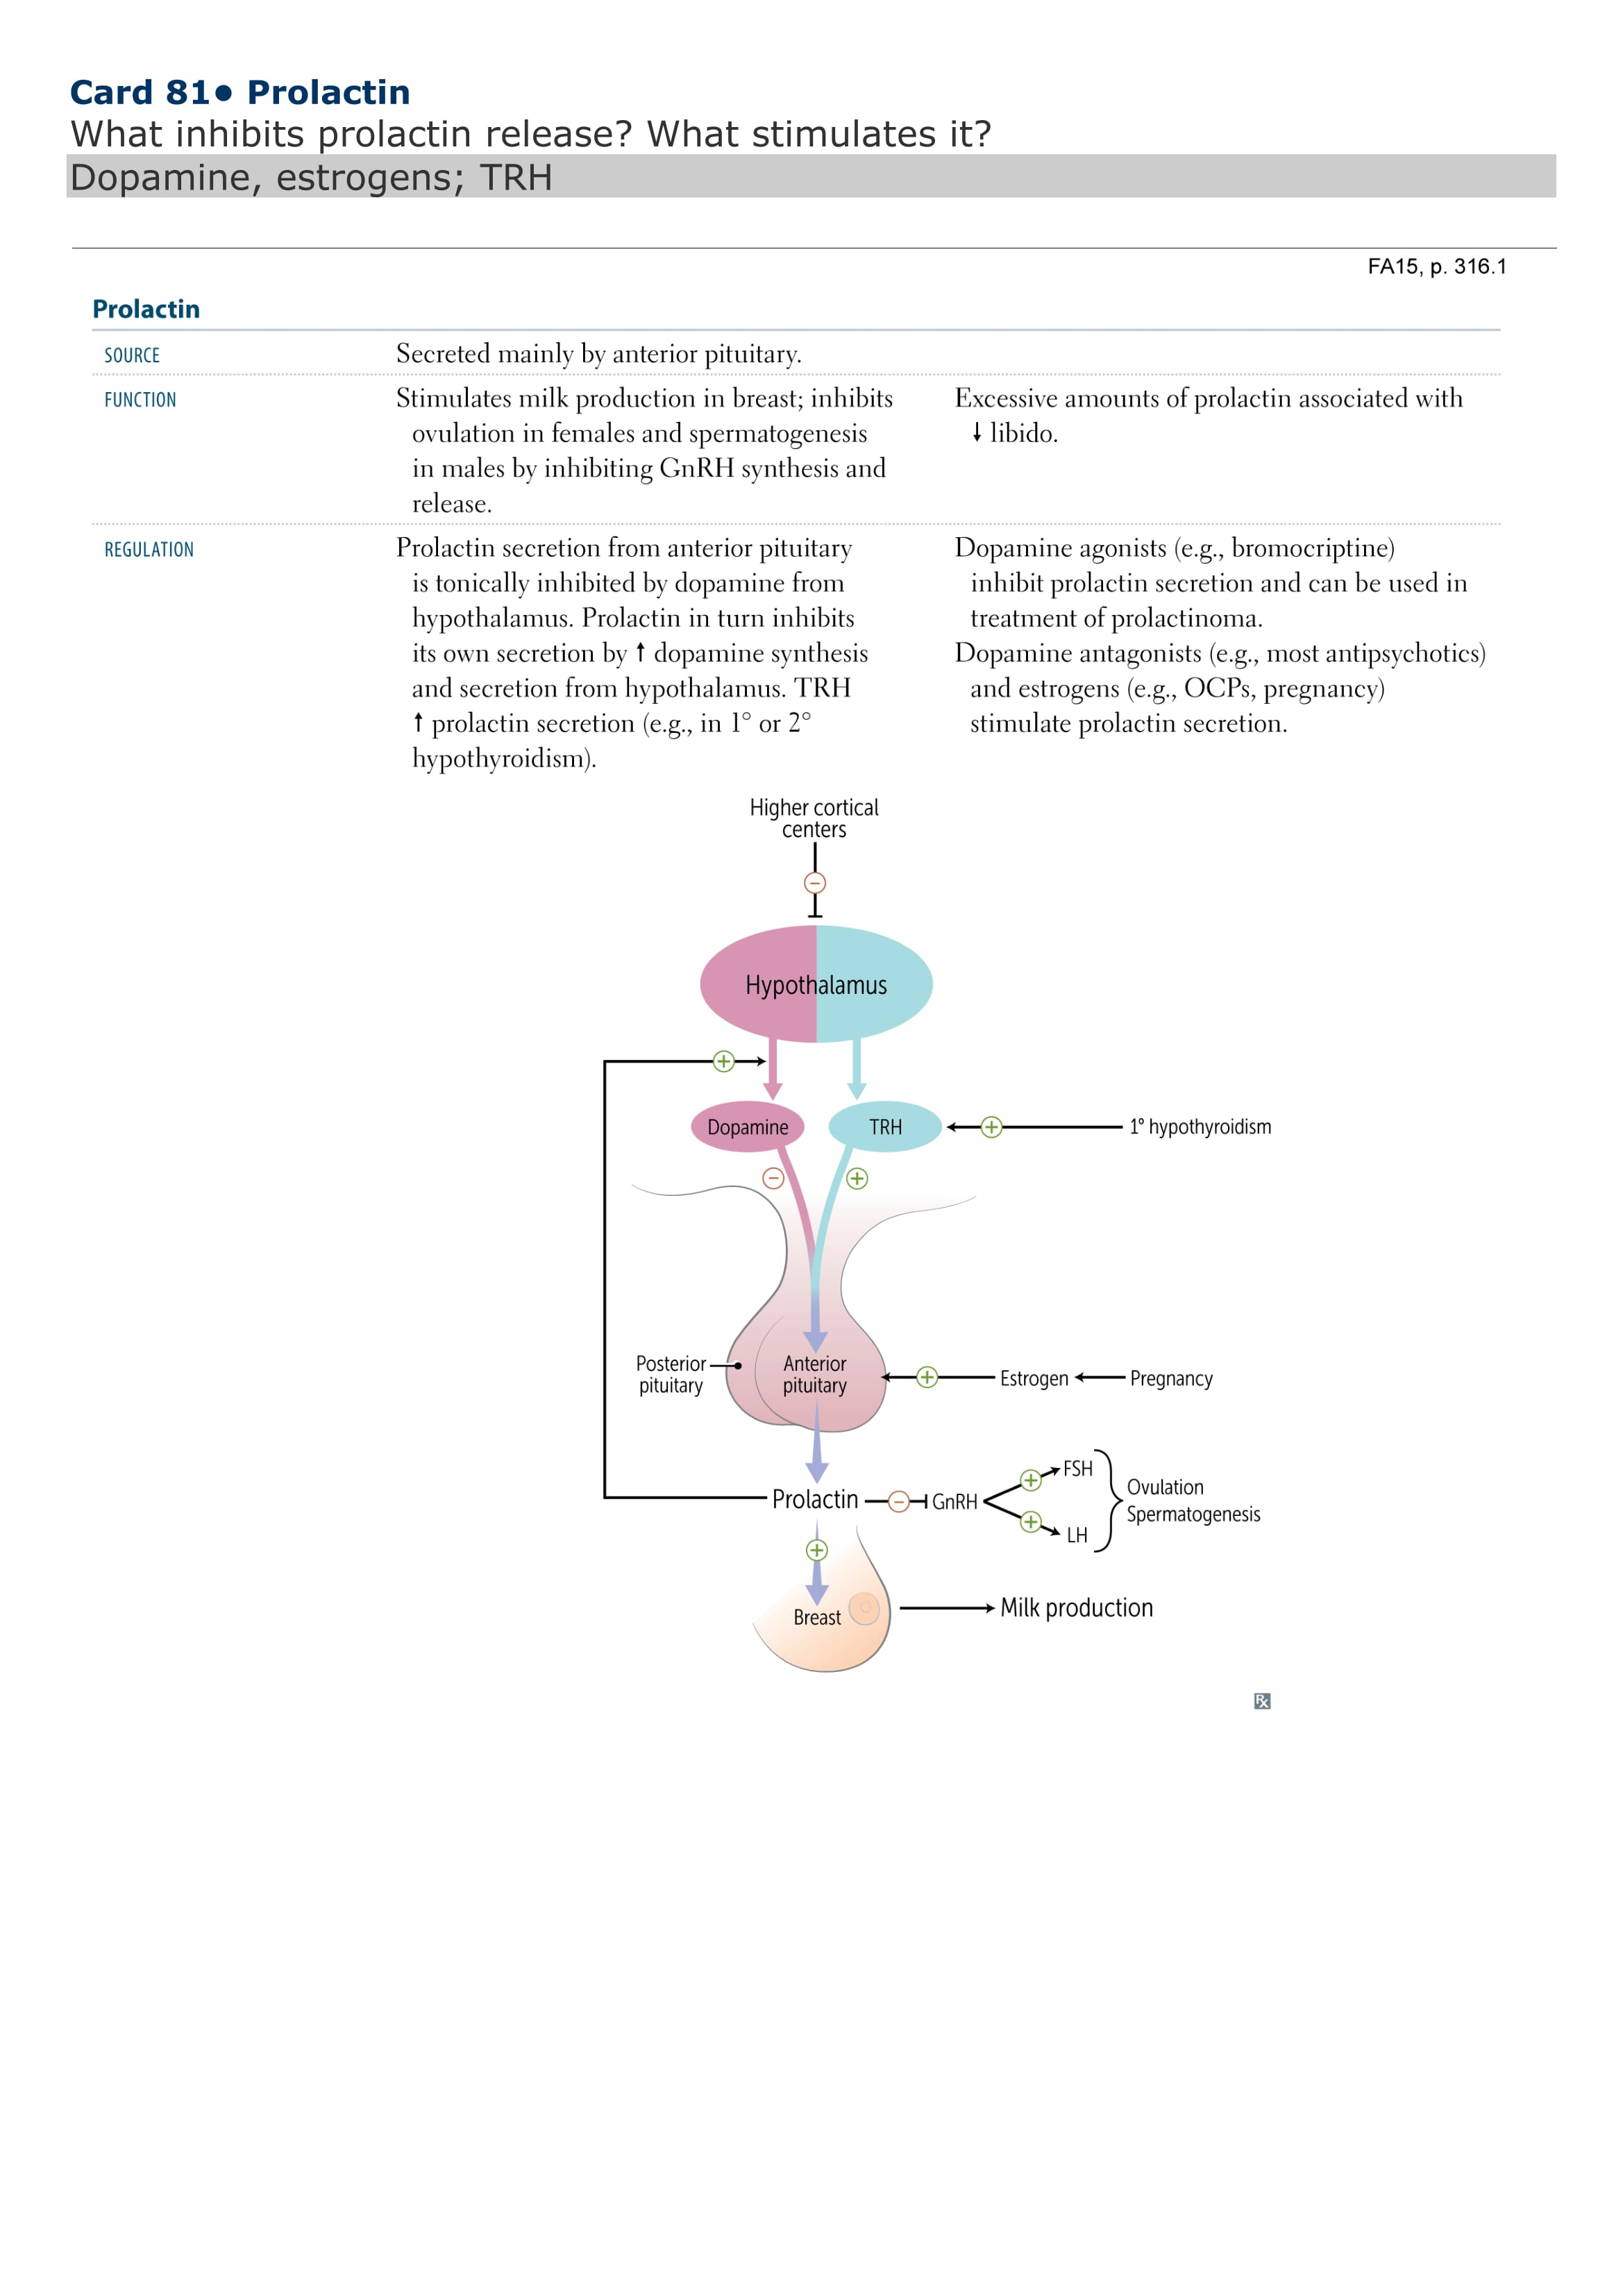 Card 81• Prolactin
What inhibits prolactin release? What stimulates it?
Dopamine, estrogens; TRH
FA15, p. 316.1
Prolactin
SOURCE
Secreted mainly by anterior pituitary.
FUNCTION
Stimulates milk production in breast; inhibits
ovulation in females and spermatogenesis
in males by inhibiting GnRH synthesis and
release.
Excessive amounts of prolactin associated with
↓ libido.
REGULATION
Prolactin secretion from anterior pituitary
is tonically inhibited by dopamine from
hypothalamus. Prolactin in turn inhibits
its own secretion by ↑ dopamine synthesis
and secretion from hypothalamus. TRH
↑ prolactin secretion (e.g., in 1° or 2°
hypothyroidism).
Dopamine agonists (e.g., bromocriptine)
inhibit prolactin secretion and can be used in
treatment of prolactinoma.
Dopamine antagonists (e.g., most antipsychotics)
and estrogens (e.g., OCPs, pregnancy)
stimulate prolactin secretion.
Higher cortical
centers
−
Hypothalamus
+
Dopamine
TRH
+
1° hypothyroidism
−
+
Posterior
pituitary
Anterior
pituitary
+
Estrogen
Pregnancy
Prolactin
−
GnRH
+
FSH
+
LH
Ovulation
Spermatogenesis
+
Breast
Milk production
Rx